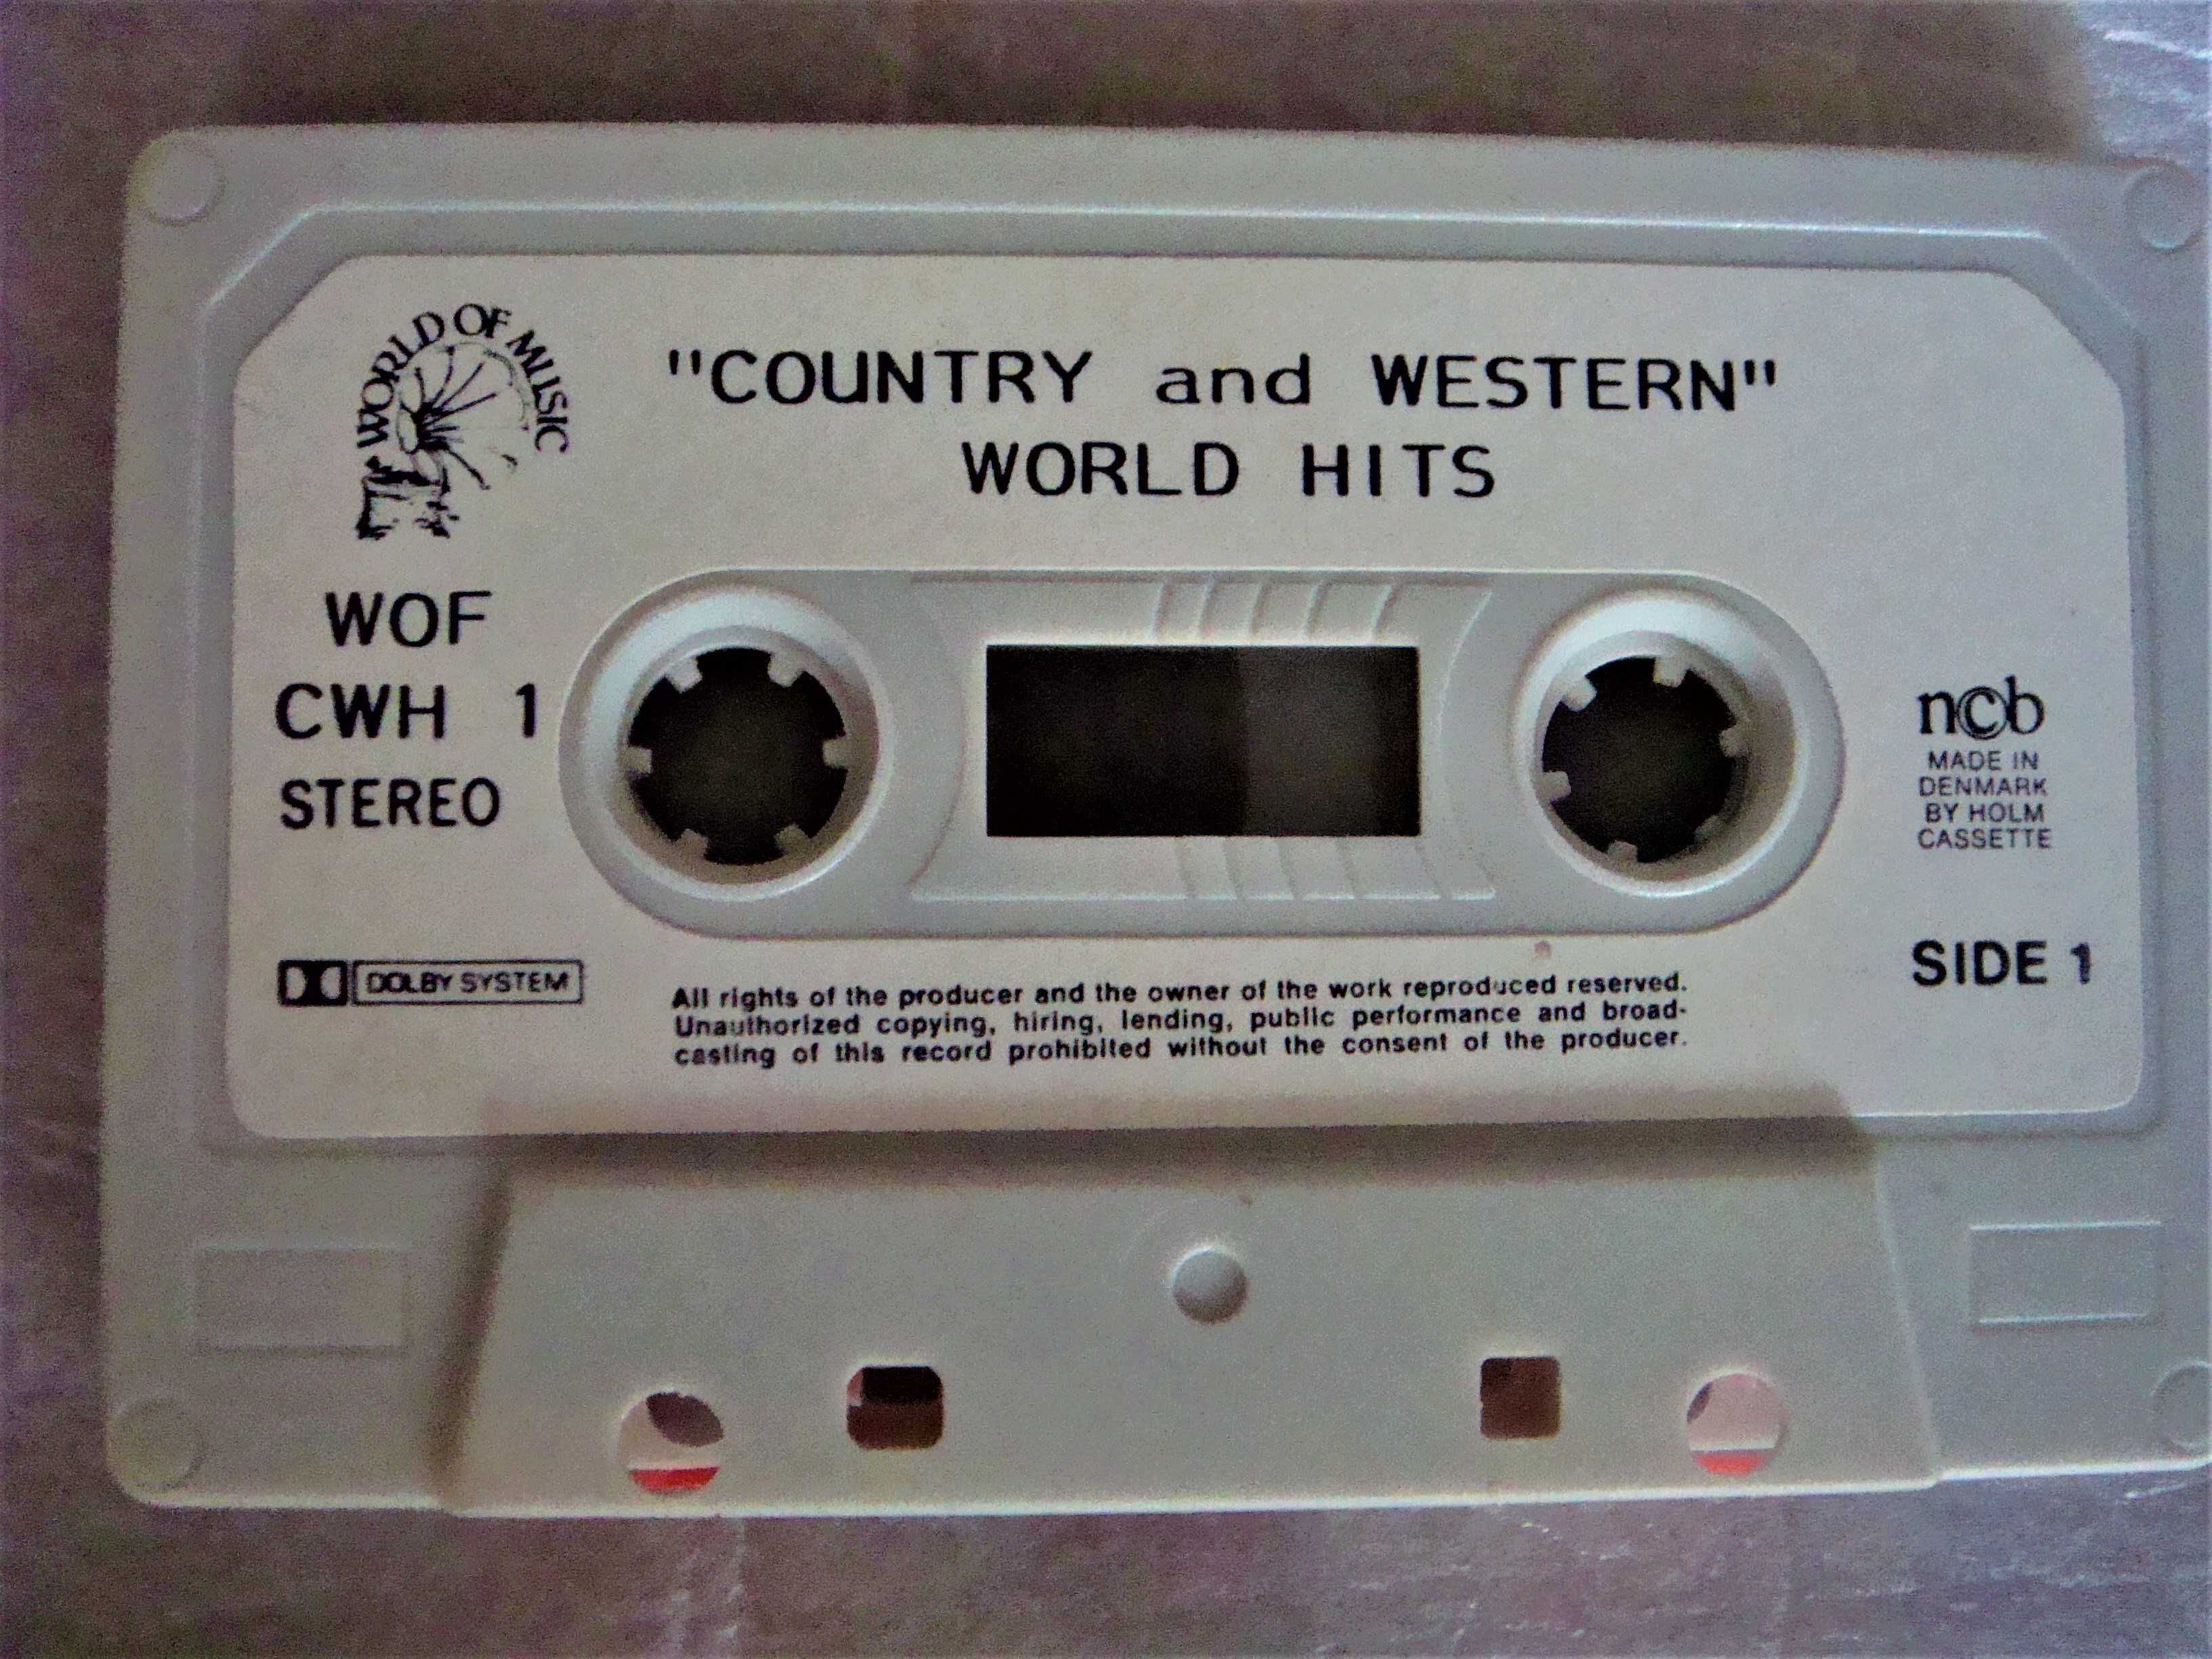 WORLD OF MUSIC
"COUNTRY and WESTERN"
WORLD HITS
WOF
CWH 1
STEREO
ncb
MADE IN
DENMARK
BY HOLM
CASSETTE
SIDE 1
DOLBY SYSTEM
All rights of the producer and the owner of the work reproduced reserved.
Unauthorized copying, hiring, lending, public performance and broad-
casting of this record prohibited without the consent of the producer.